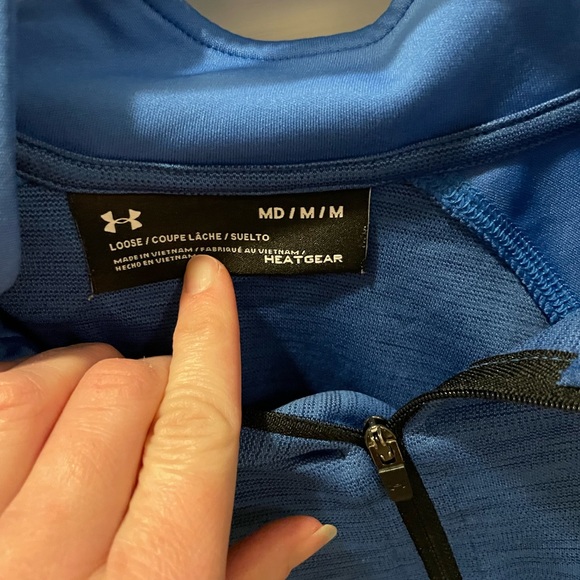 MD / M / M
LOOSE / COUPE LÂCHE / SUELTO
MADE IN VIETNAM / FABRIQUÉ AU VIETNAM /
HECHO EN VIETNAM
HEATGEAR